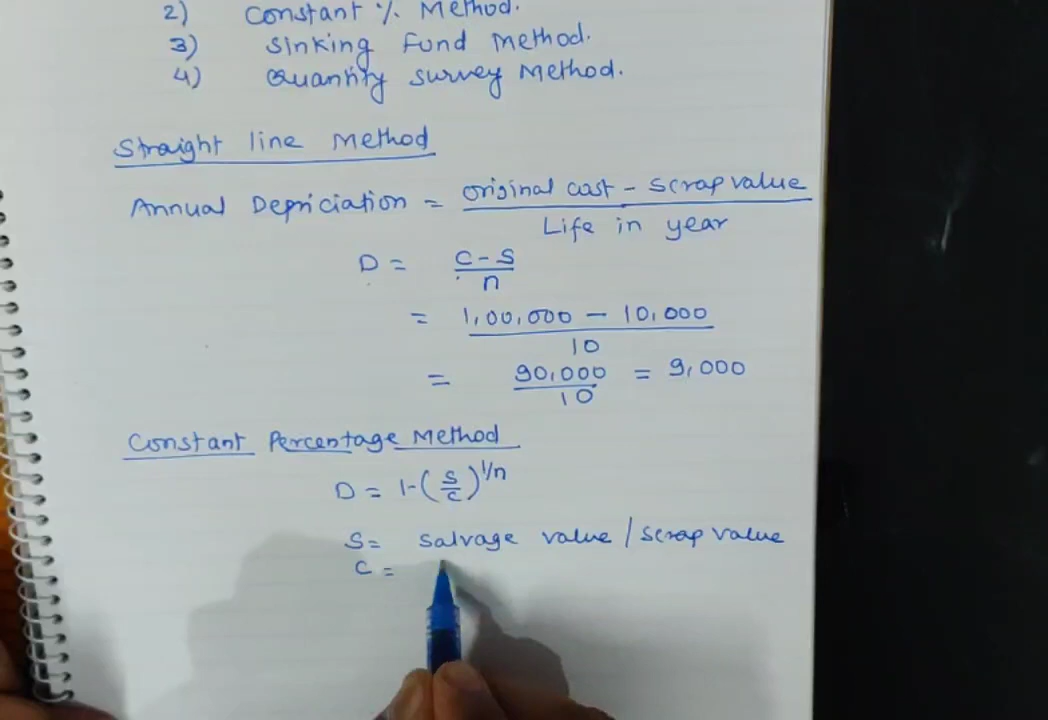 2) Constant % Method.
3) Sinking Fund Method.
4) Quantity survey Method.
Straight line Method
Annual Depriciation = Original cost - Scrap value
Life in year
D = C - S
n
= 1,00,000 - 10,000
10
= 90,000 = 9,000
10
Constant Percentage Method
D = 1-(S/C)^1/n
S= Salvage value / Scrap value
C =